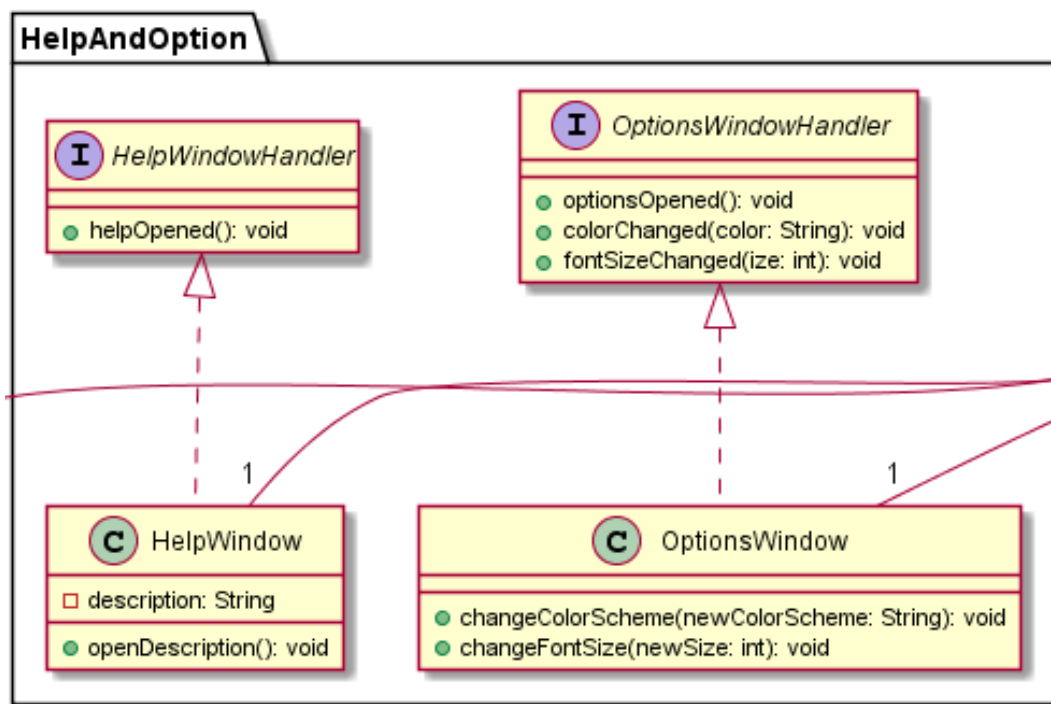 HelpAndOption
I HelpWindowHandler
helpOpened(): void
I OptionsWindowHandler
optionsOpened(): void
colorChanged(color: String): void
fontSizeChanged(ize: int): void
1
1
C HelpWindow
description: String
openDescription(): void
C OptionsWindow
changeColorScheme(newColorScheme: String): void
changeFontSize(newSize: int): void